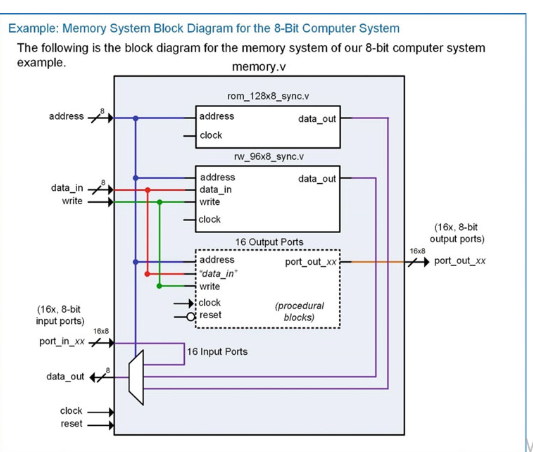 Example: Memory System Block Diagram for the 8-Bit Computer System
The following is the block diagram for the memory system of our 8-bit computer system
example.
memory.v
rom_128x8_sync.v
address
8
address
data_out
clock
rw_96x8_sync.v
address
data_out
data_in
8
data_in
write
write
clock
16 Output Ports
(16x, 8-bit
output ports)
address
port_out_xx
16x8
port_out_xx
"data_in"
write
clock
reset
(procedural
blocks)
(16x, 8-bit
input ports)
16x8
port_in_xx
16 Input Ports
data_out
8
clock
reset